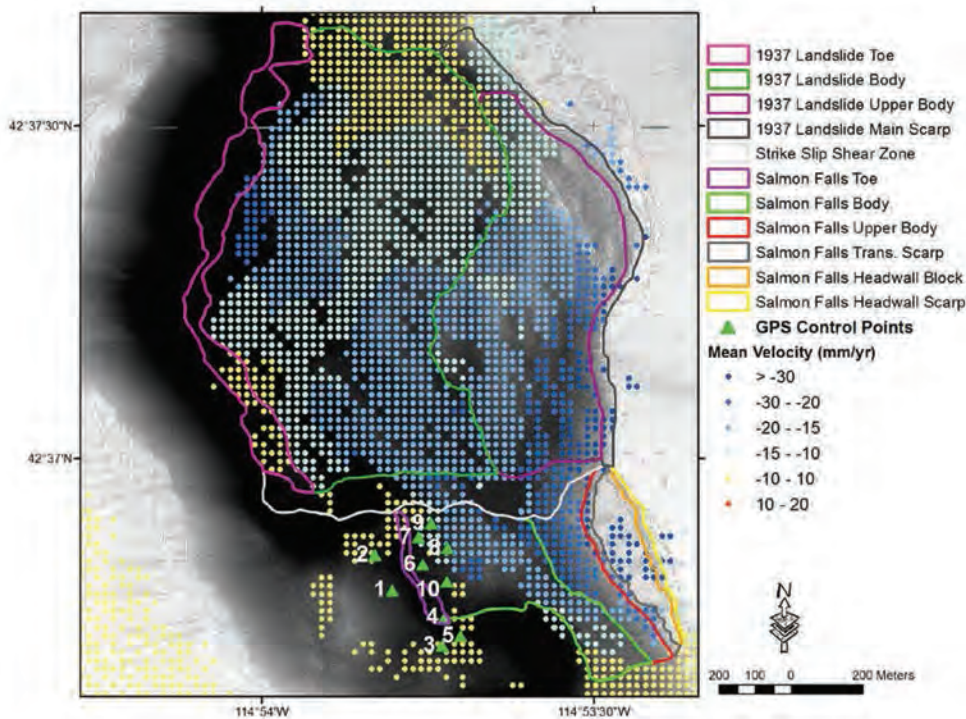 42°37'30"N
42°37'N
114°54'W
114°53'30"W
9
7
8
2
6
1
10
4
5
3
1937 Landslide Toe
1937 Landslide Body
1937 Landslide Upper Body
1937 Landslide Main Scarp
Strike Slip Shear Zone
Salmon Falls Toe
Salmon Falls Body
Salmon Falls Upper Body
Salmon Falls Trans. Scarp
Salmon Falls Headwall Block
Salmon Falls Headwall Scarp
GPS Control Points
Mean Velocity (mm/yr)
> -30
-30 - -20
-20 - -15
-15 - -10
-10 - 10
10 - 20
N
200 100 0 200 Meters